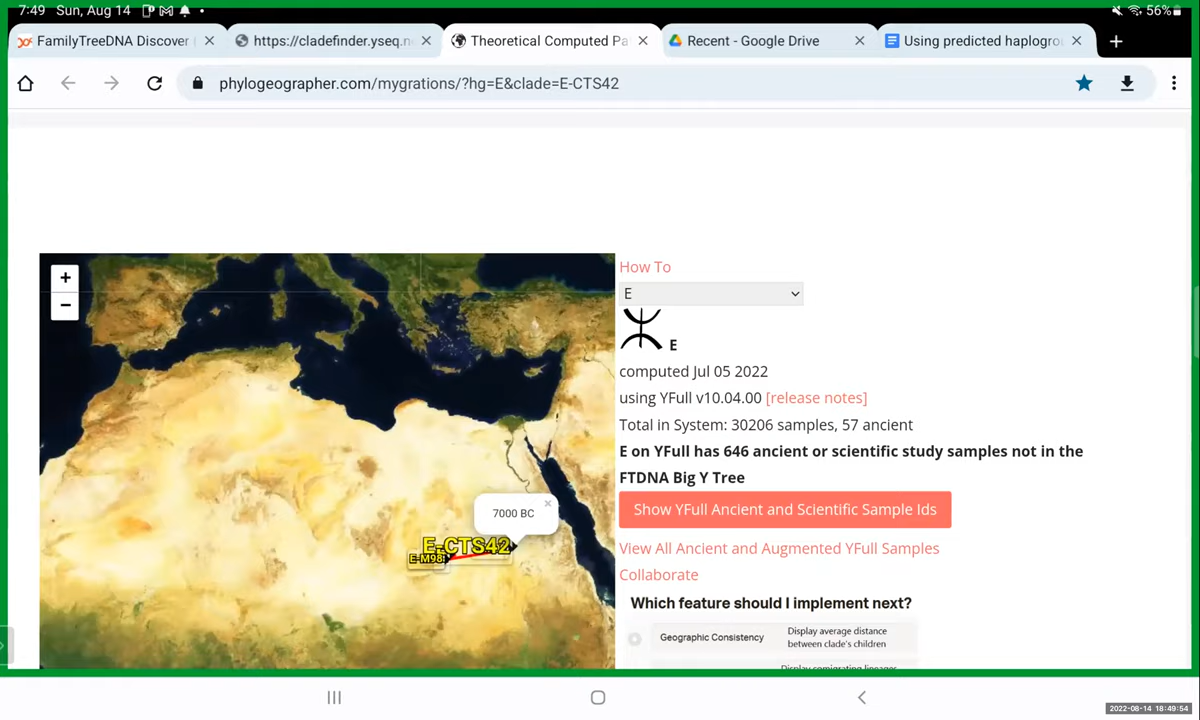 7:49 Sun, Aug 14 56%
FamilyTreeDNA Discover
https://cladefinder.yseq.n
Theoretical Computed Pa
Recent - Google Drive
Using predicted haplogro
phylogeographer.com/mygrations/?hg=E&clade=E-CTS42
+
−
7000 BC
E-CTS42
E-M98
How To
E
E
computed Jul 05 2022
using YFull v10.04.00 [release notes]
Total in System: 30206 samples, 57 ancient
E on YFull has 646 ancient or scientific study samples not in the
FTDNA Big Y Tree
Show YFull Ancient and Scientific Sample Ids
View All Ancient and Augmented YFull Samples
Collaborate
Which feature should I implement next?
Geographic Consistency
Display average distance
between clade's children
Display comigrating lineages
2022-08-14 18:49:54